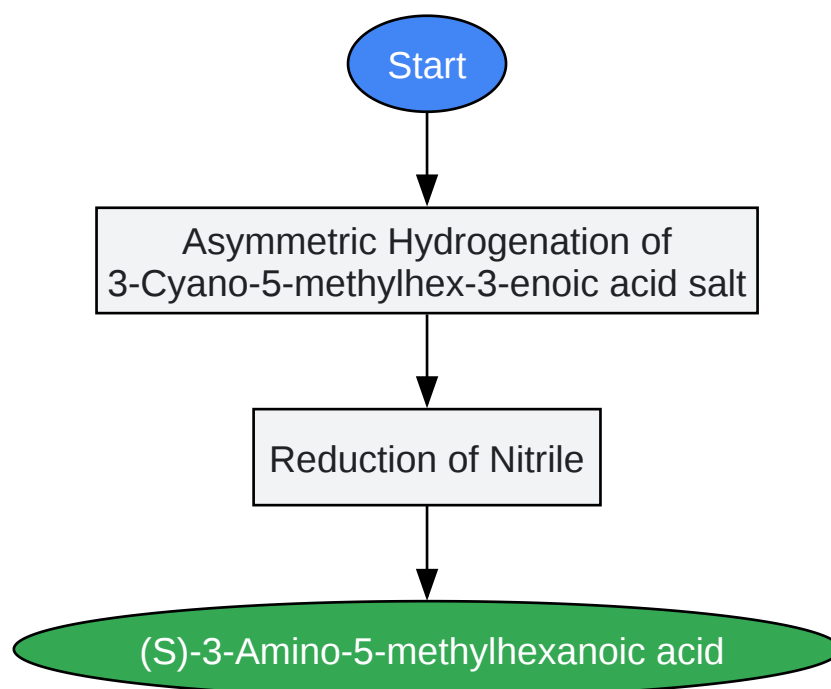 Start
Asymmetric Hydrogenation of
3-Cyano-5-methylhex-3-enoic acid salt
Reduction of Nitrile
(S)-3-Amino-5-methylhexanoic acid